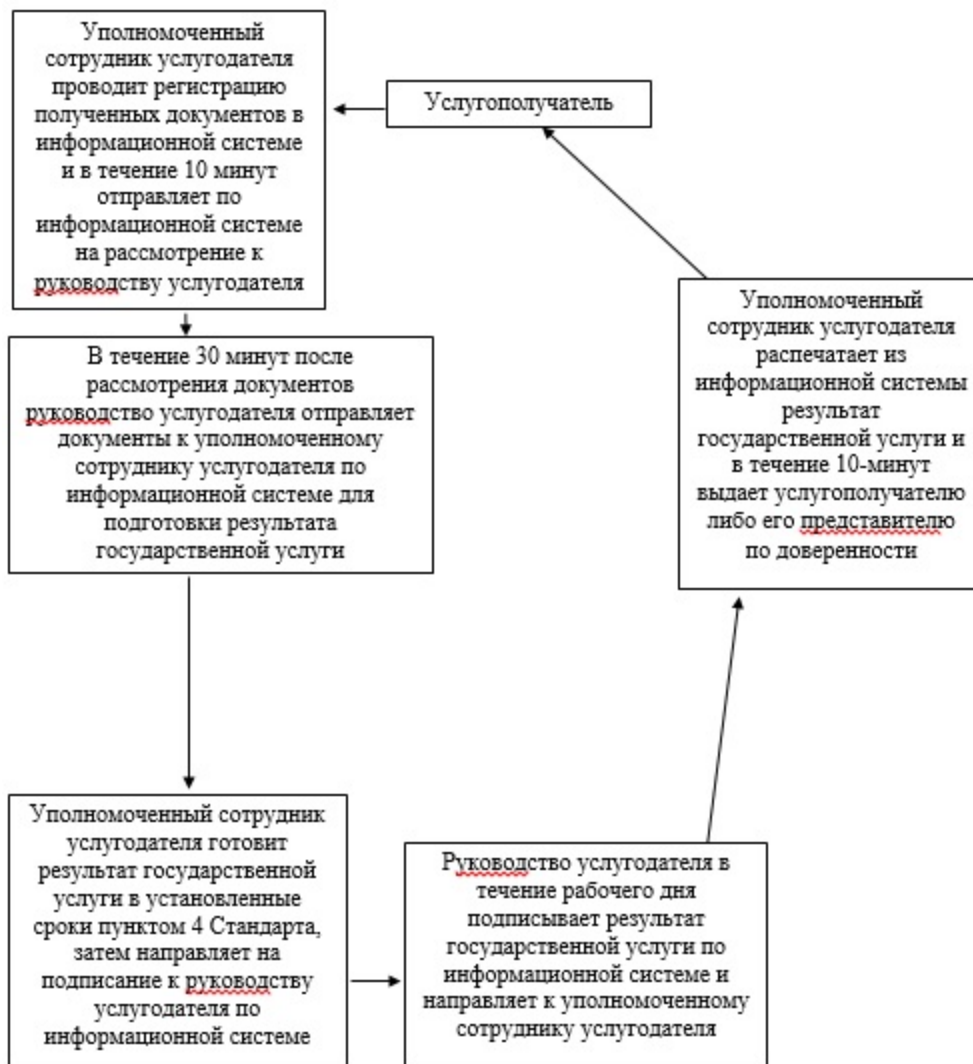 Уполномоченный
сотрудник услугодателя
проводит регистрацию
полученных документов в
информационной системе
и в течение 10 минут
отправляет по
информационной системе
на рассмотрение к
руководству услугодателя
Услугополучатель
В течение 30 минут после
рассмотрения документов
руководство услугодателя отправляет
документы к уполномоченному
сотруднику услугодателя по
информационной системе для
подготовки результата
государственной услуги
Уполномоченный сотрудник
услугодателя готовит
результат государственной
услуги в установленные
сроки пунктом 4 Стандарта,
затем направляет на
подписание к руководству
услугодателя по
информационной системе
Руководство услугодателя в
течение рабочего дня
подписывает результат
государственной услуги по
информационной системе и
направляет к уполномоченному
сотруднику услугодателя
Уполномоченный
сотрудник услугодателя
распечатает из
информационной системы
результат
государственной услуги и
в течение 10-минут
выдает услугополучателю
либо его представителю
по доверенности